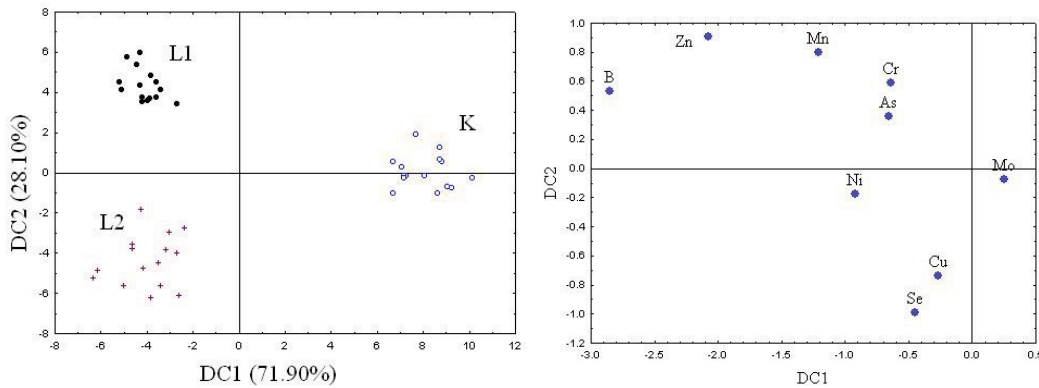 8
6
4
2
0
-2
-4
-6
-8
DC2 (28.10%)
L1
K
L2
-8 -6 -4 -2 0 2 4 6 8 10 12
DC1 (71.90%)
1.0
0.8
0.6
0.4
0.2
0.0
-0.2
-0.4
-0.6
-0.8
-1.0
-1.2
DC2
Zn
Mn
B
Cr
As
Mo
Ni
Cu
Se
-3.0 -2.5 -2.0 -1.5 -1.0 -0.5 0.0 0.5
DC1